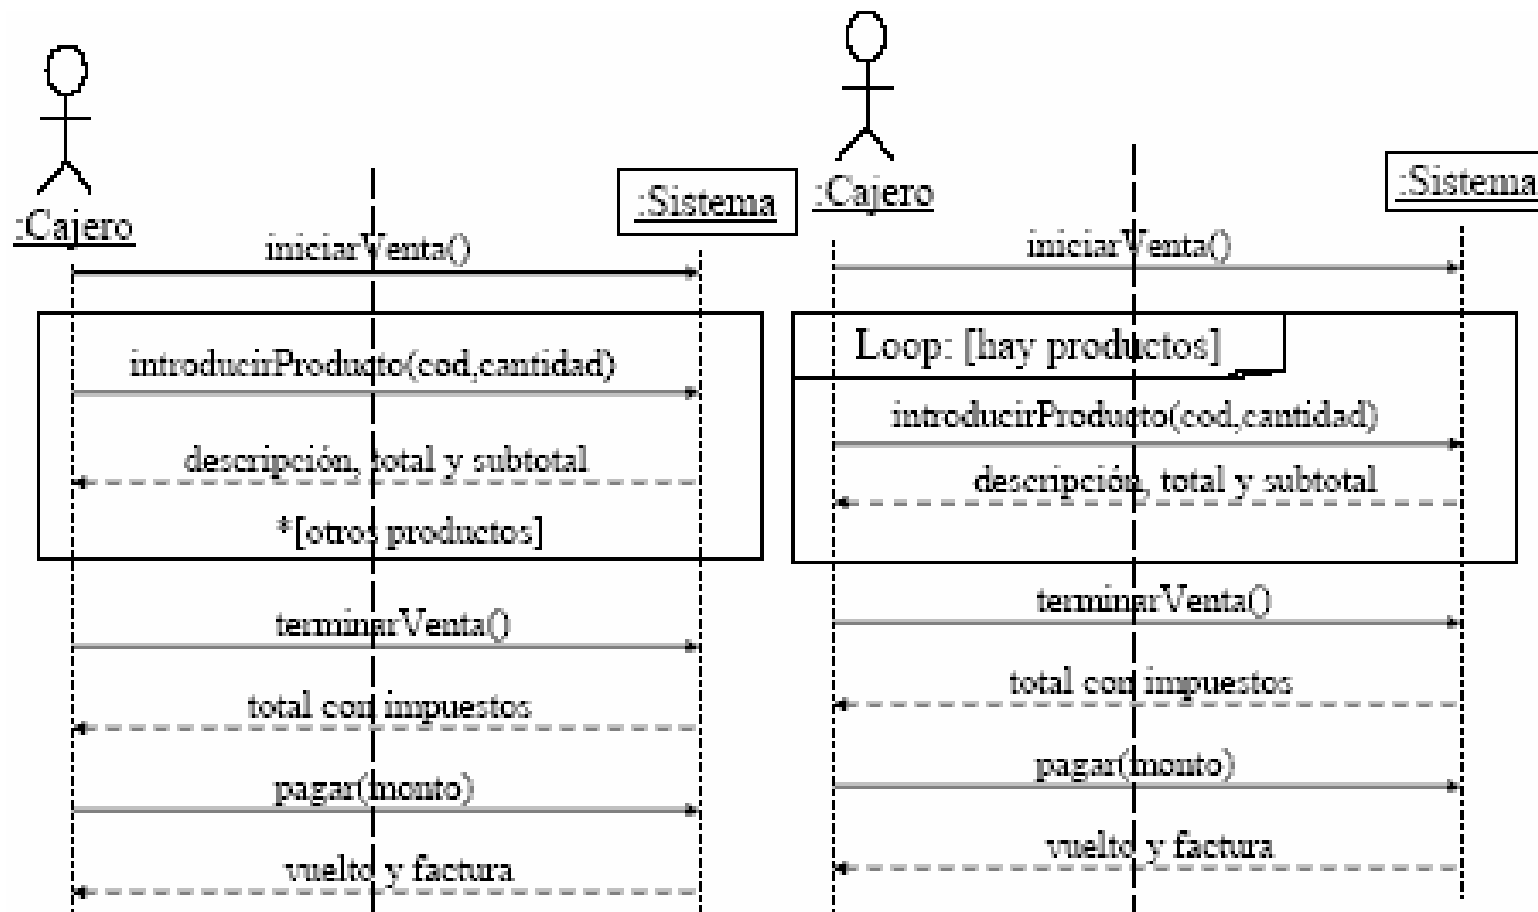 :Cajero
:Sistema
iniciarVenta()
introducirProducto(cod,cantidad)
descripción, total y subtotal
*[otros productos]
terminarVenta()
total con impuestos
pagar(monto)
vuelto y factura
:Cajero
:Sistema
iniciarVenta()
Loop: [hay productos]
introducirProducto(cod,cantidad)
descripción, total y subtotal
terminarVenta()
total con impuestos
pagar(monto)
vuelto y factura